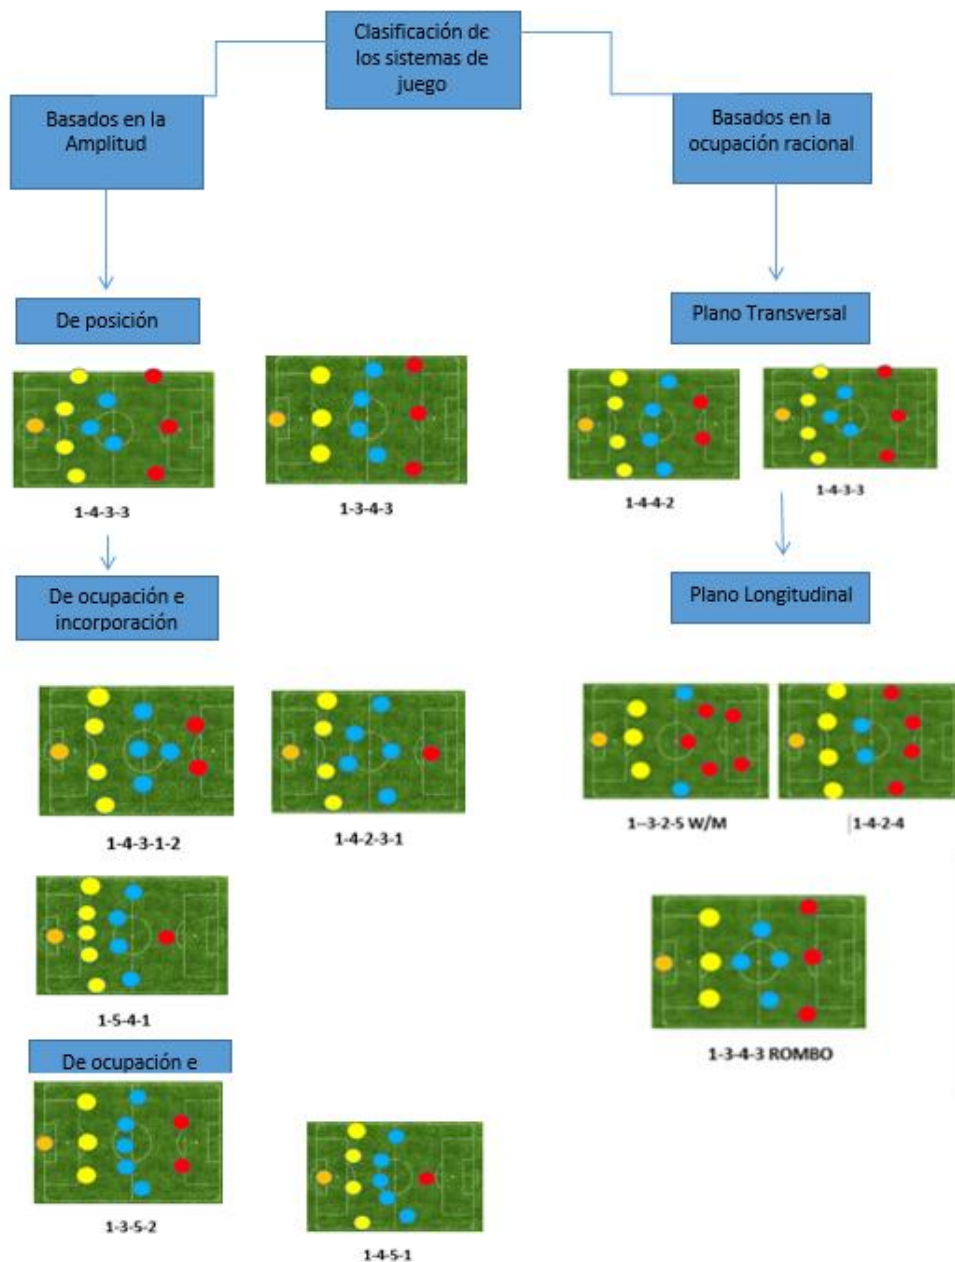 Clasificación de
los sistemas de
juego
Basados en la
Amplitud
Basados en la
ocupación racional
De posición
Plano Transversal
1-4-3-3
1-3-4-3
1-4-4-2
1-4-3-3
De ocupación e
incorporación
Plano Longitudinal
1-4-3-1-2
1-4-2-3-1
1--3-2-5 W/M
1-4-2-4
1-5-4-1
1-3-4-3 ROMBO
De ocupación e
1-3-5-2
1-4-5-1